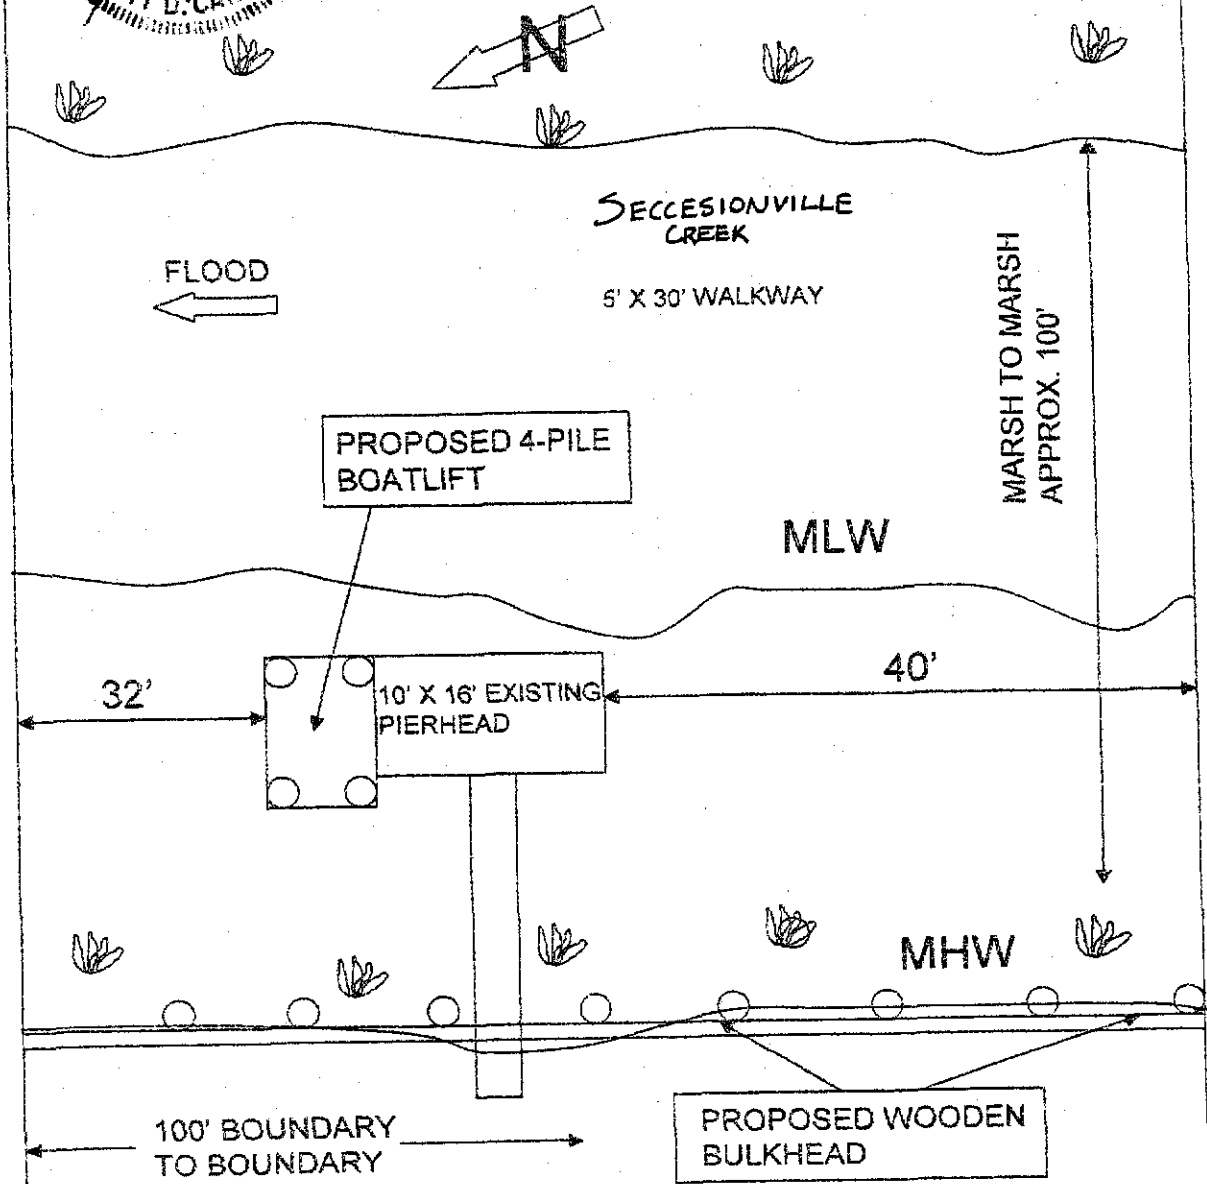 N
SECCESIONVILLE
CREEK
FLOOD
5' X 30' WALKWAY
MARSH TO MARSH
APPROX. 100'
PROPOSED 4-PILE
BOATLIFT
MLW
32'
10' X 16' EXISTING
PIERHEAD
40'
MHW
100' BOUNDARY
TO BOUNDARY
PROPOSED WOODEN
BULKHEAD